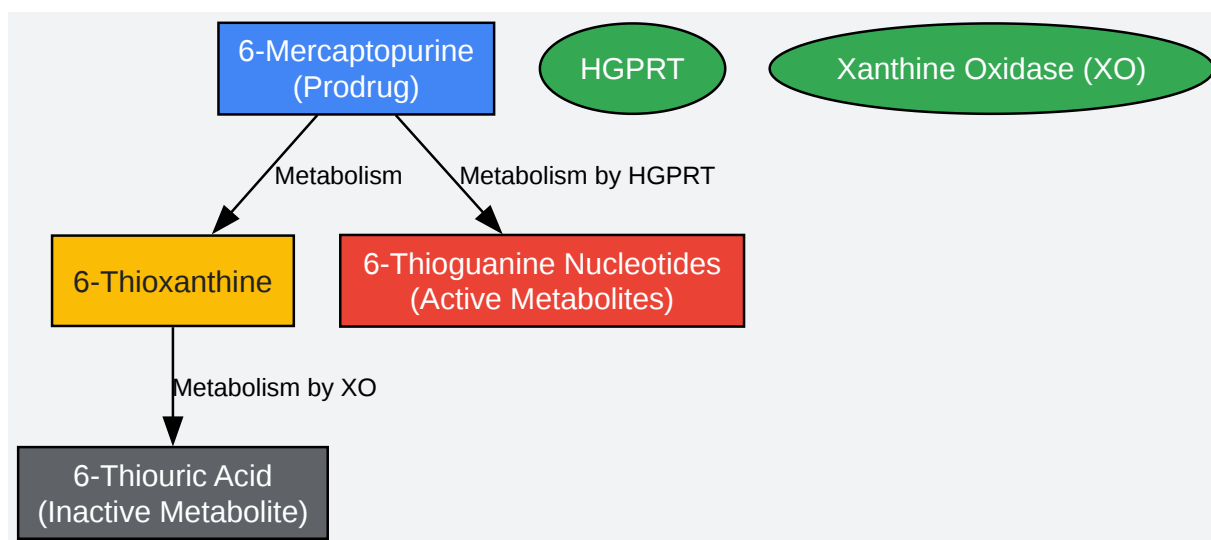 6-Mercaptopurine
(Prodrug)
HGPRT
Xanthine Oxidase (XO)
Metabolism
Metabolism by HGPRT
6-Thioxanthine
6-Thioguanine Nucleotides
(Active Metabolites)
Metabolism by XO
6-Thiouric Acid
(Inactive Metabolite)